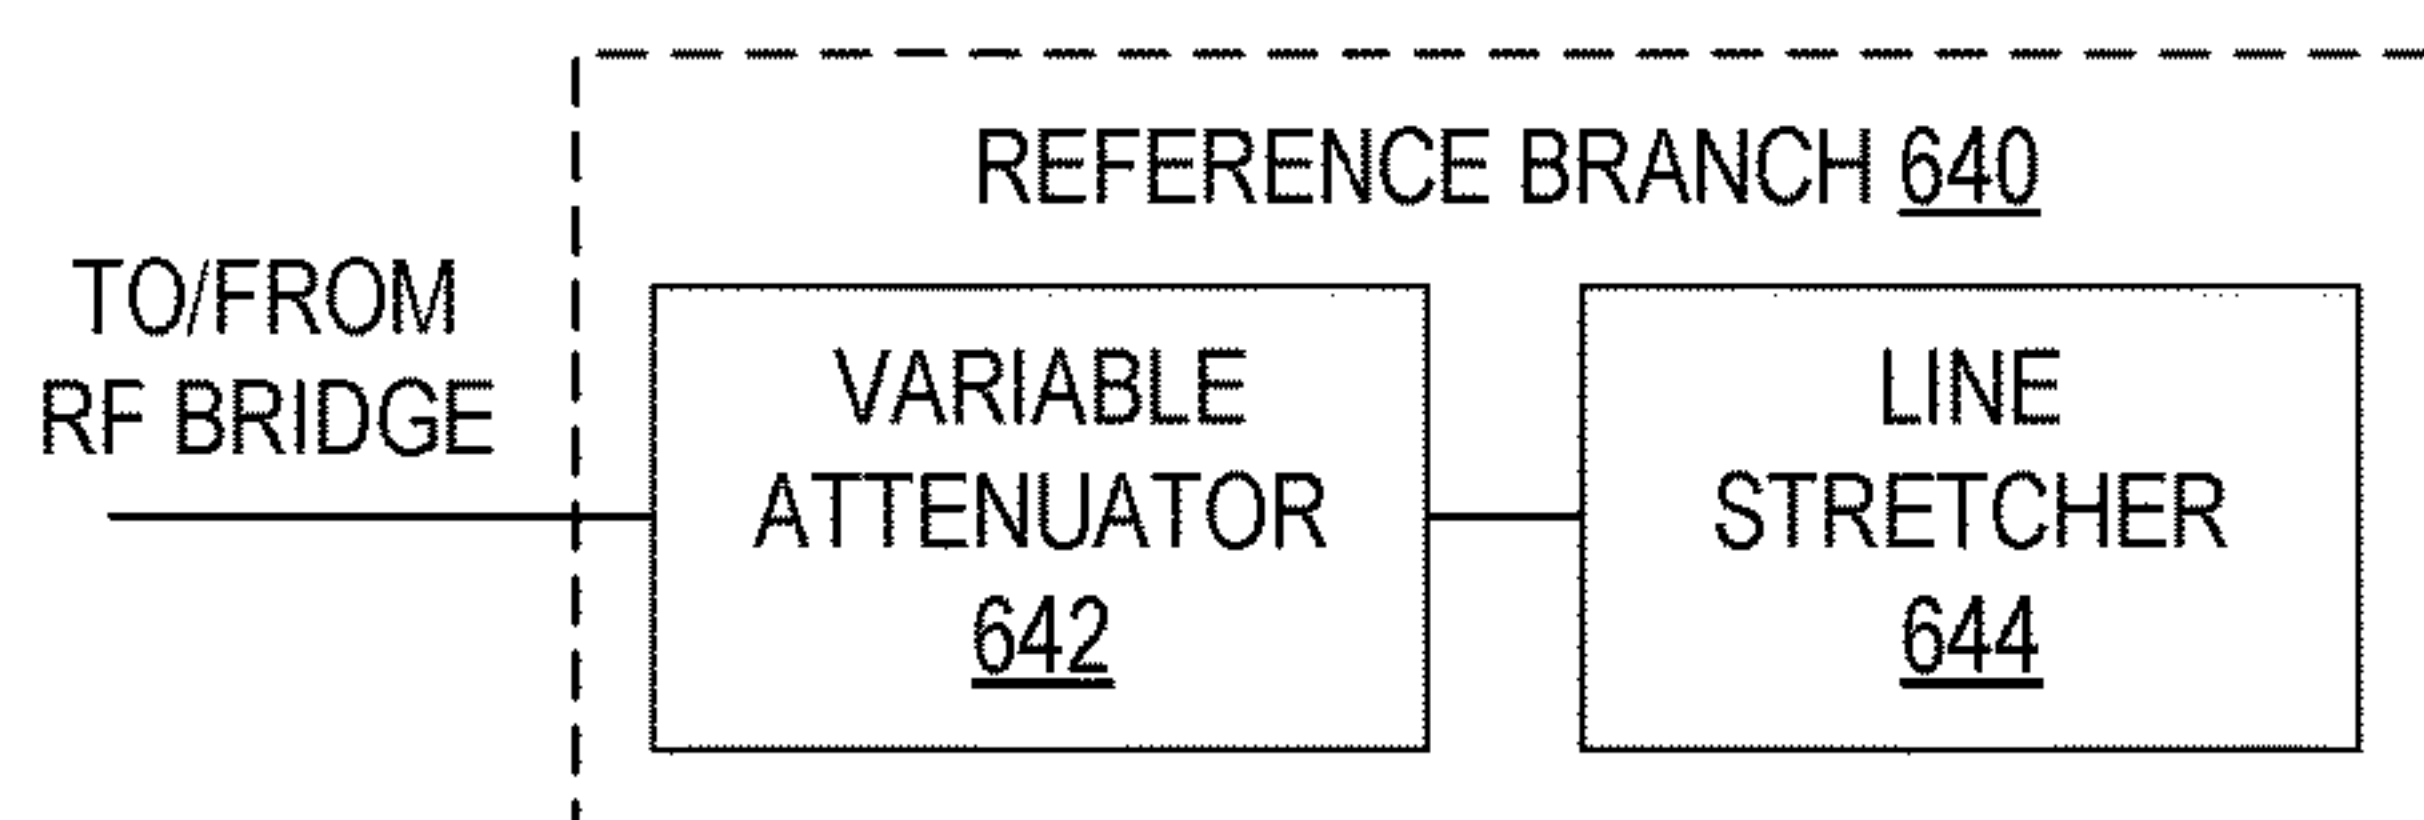 REFERENCE BRANCH 640
TO/FROM
RF BRIDGE
VARIABLE
ATTENUATOR
642
LINE
STRETCHER
644